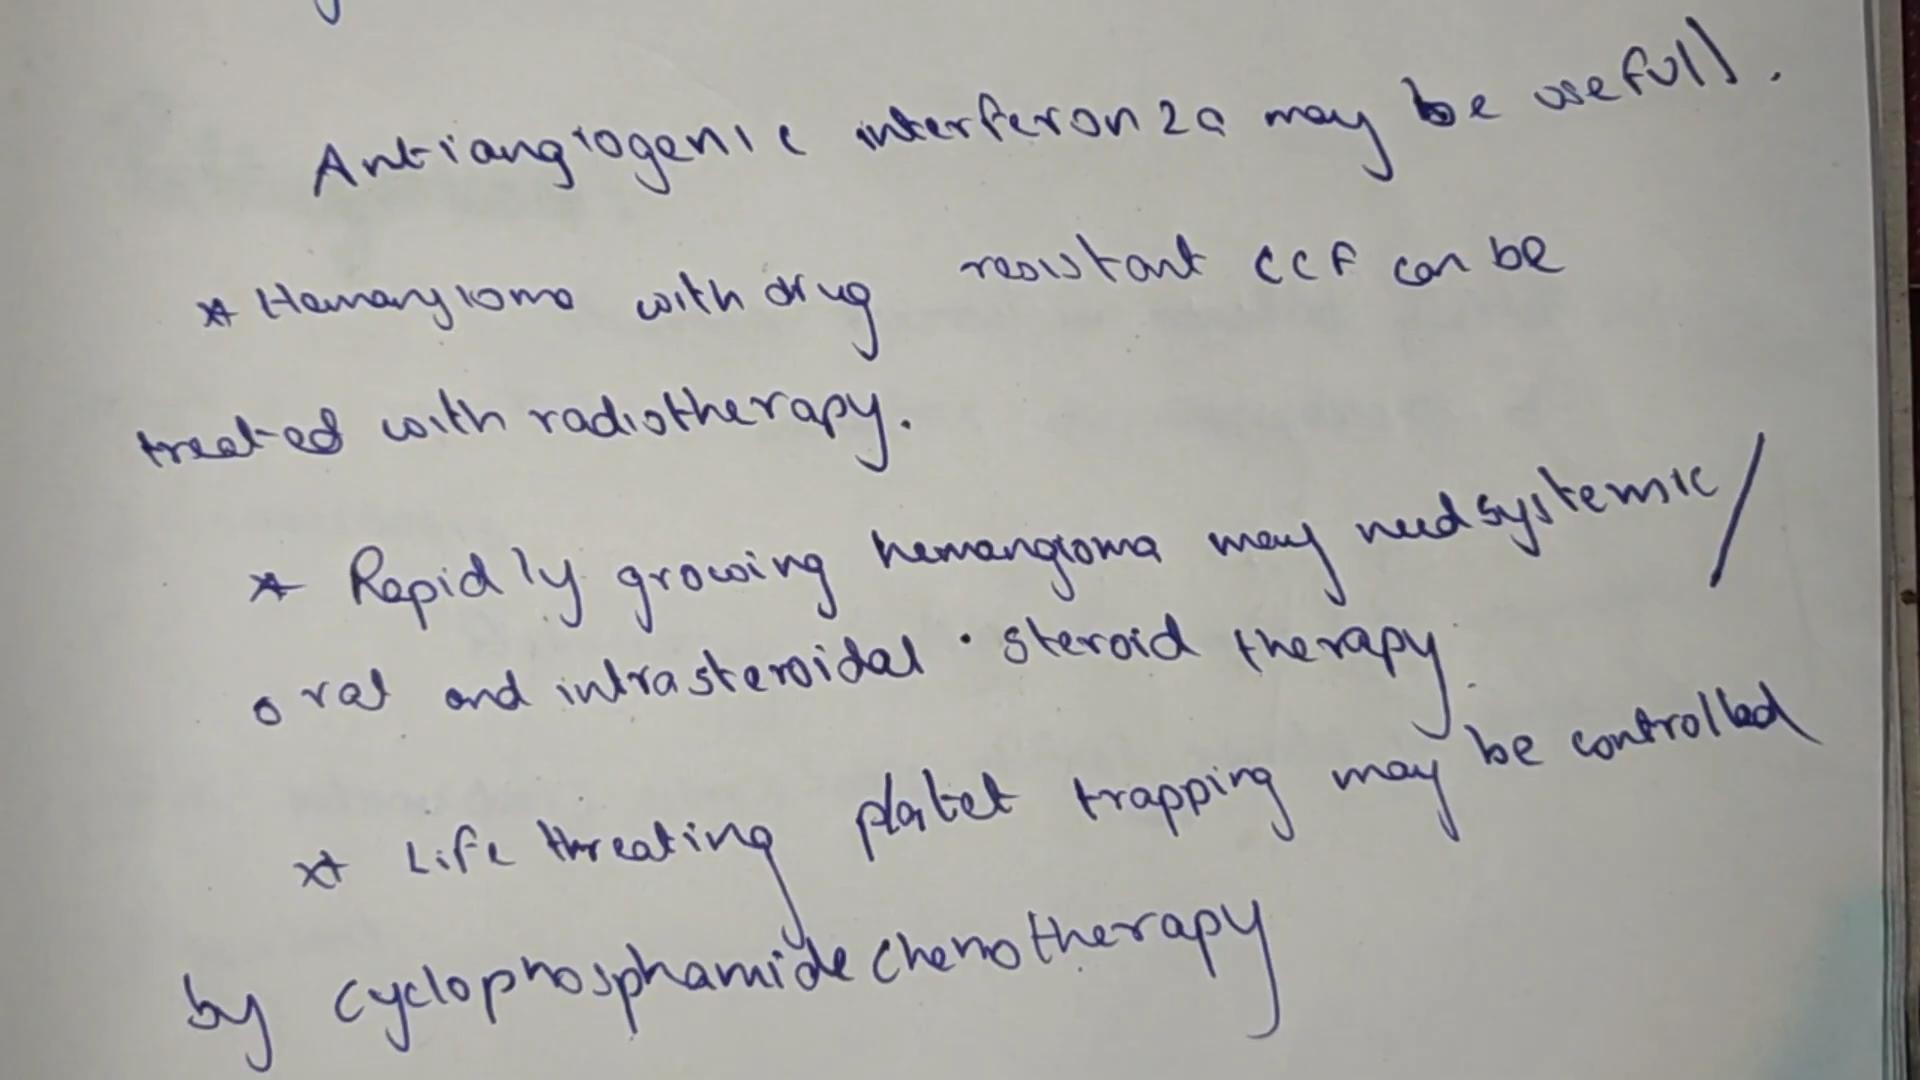 Antiangiogenic interferon 2a may be usefull.
* Hemangioma with drug resistant CCF can be
treated with radiotherapy.
* Rapidly growing hemangioma may need systemic/
oral and intrasteroidal . steroid therapy.
* Life threating platet trapping may be controlled
by cyclophosphamide chemotherapy